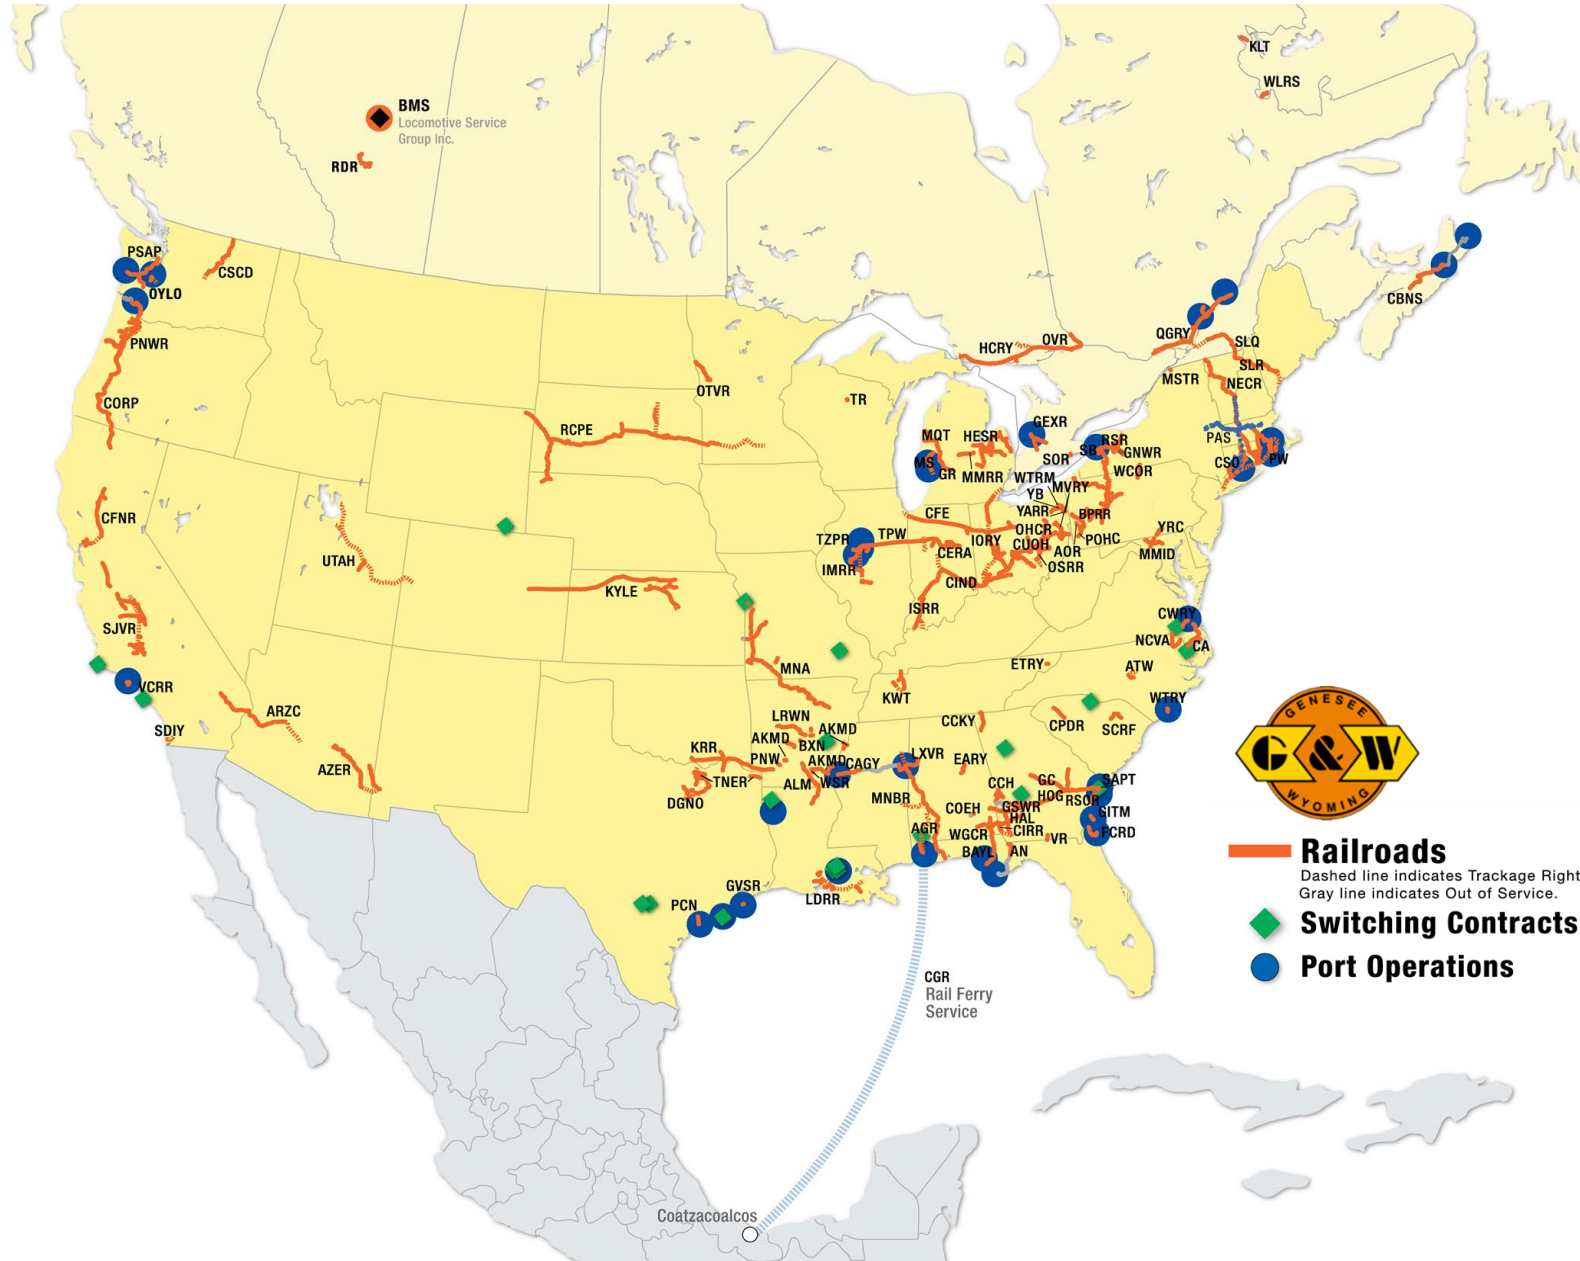 KLT
WLRS
BMS
Locomotive Service
Group Inc.
RDR
PSAP
CSCD
OYLO
PNWR
CORP
CBNS
QGRY
SLQ
SLR
MSTR
NECR
HCRY
OVR
OTVR
TR
RCPE
MQT
HESR
GEXR
SOR
SB
RSR
GNWR
PAS
CSO
PW
MS
GR
MMRR
WTRM
MVRY
WCOR
YB
YARR
BPRR
CFNR
CFE
TZPR
TPW
IORY
OHCR
CUOH
POHC
YRC
CERA
AOR
MMID
UTAH
IMRR
OSRR
CIND
KYLE
ISRR
CWRY
SJVR
NCVA
CA
ETRY
ATW
MNA
VCRR
KWT
WTRY
ARZC
LRWN
CCKY
CPDR
SCRF
SDIY
AKMD
AKMD
BXN
KRR
PNW
AKMD
CAGY
LXVR
EARY
AZER
TNER
ALM
WSR
CCH
GC
SAPT
DGNO
MNBR
HOG
RSOR
COEH
GSWR
HAL
GITM
AGR
WGCR
CIRR
VR
FCRD
BAYL
AN
GVSR
LDRR
PCN
CGR
Rail Ferry
Service
Coatzacoalcos
GENESEE
G & W
WYOMING
Railroads
Dashed line indicates Trackage Right
Gray line indicates Out of Service.
Switching Contracts
Port Operations